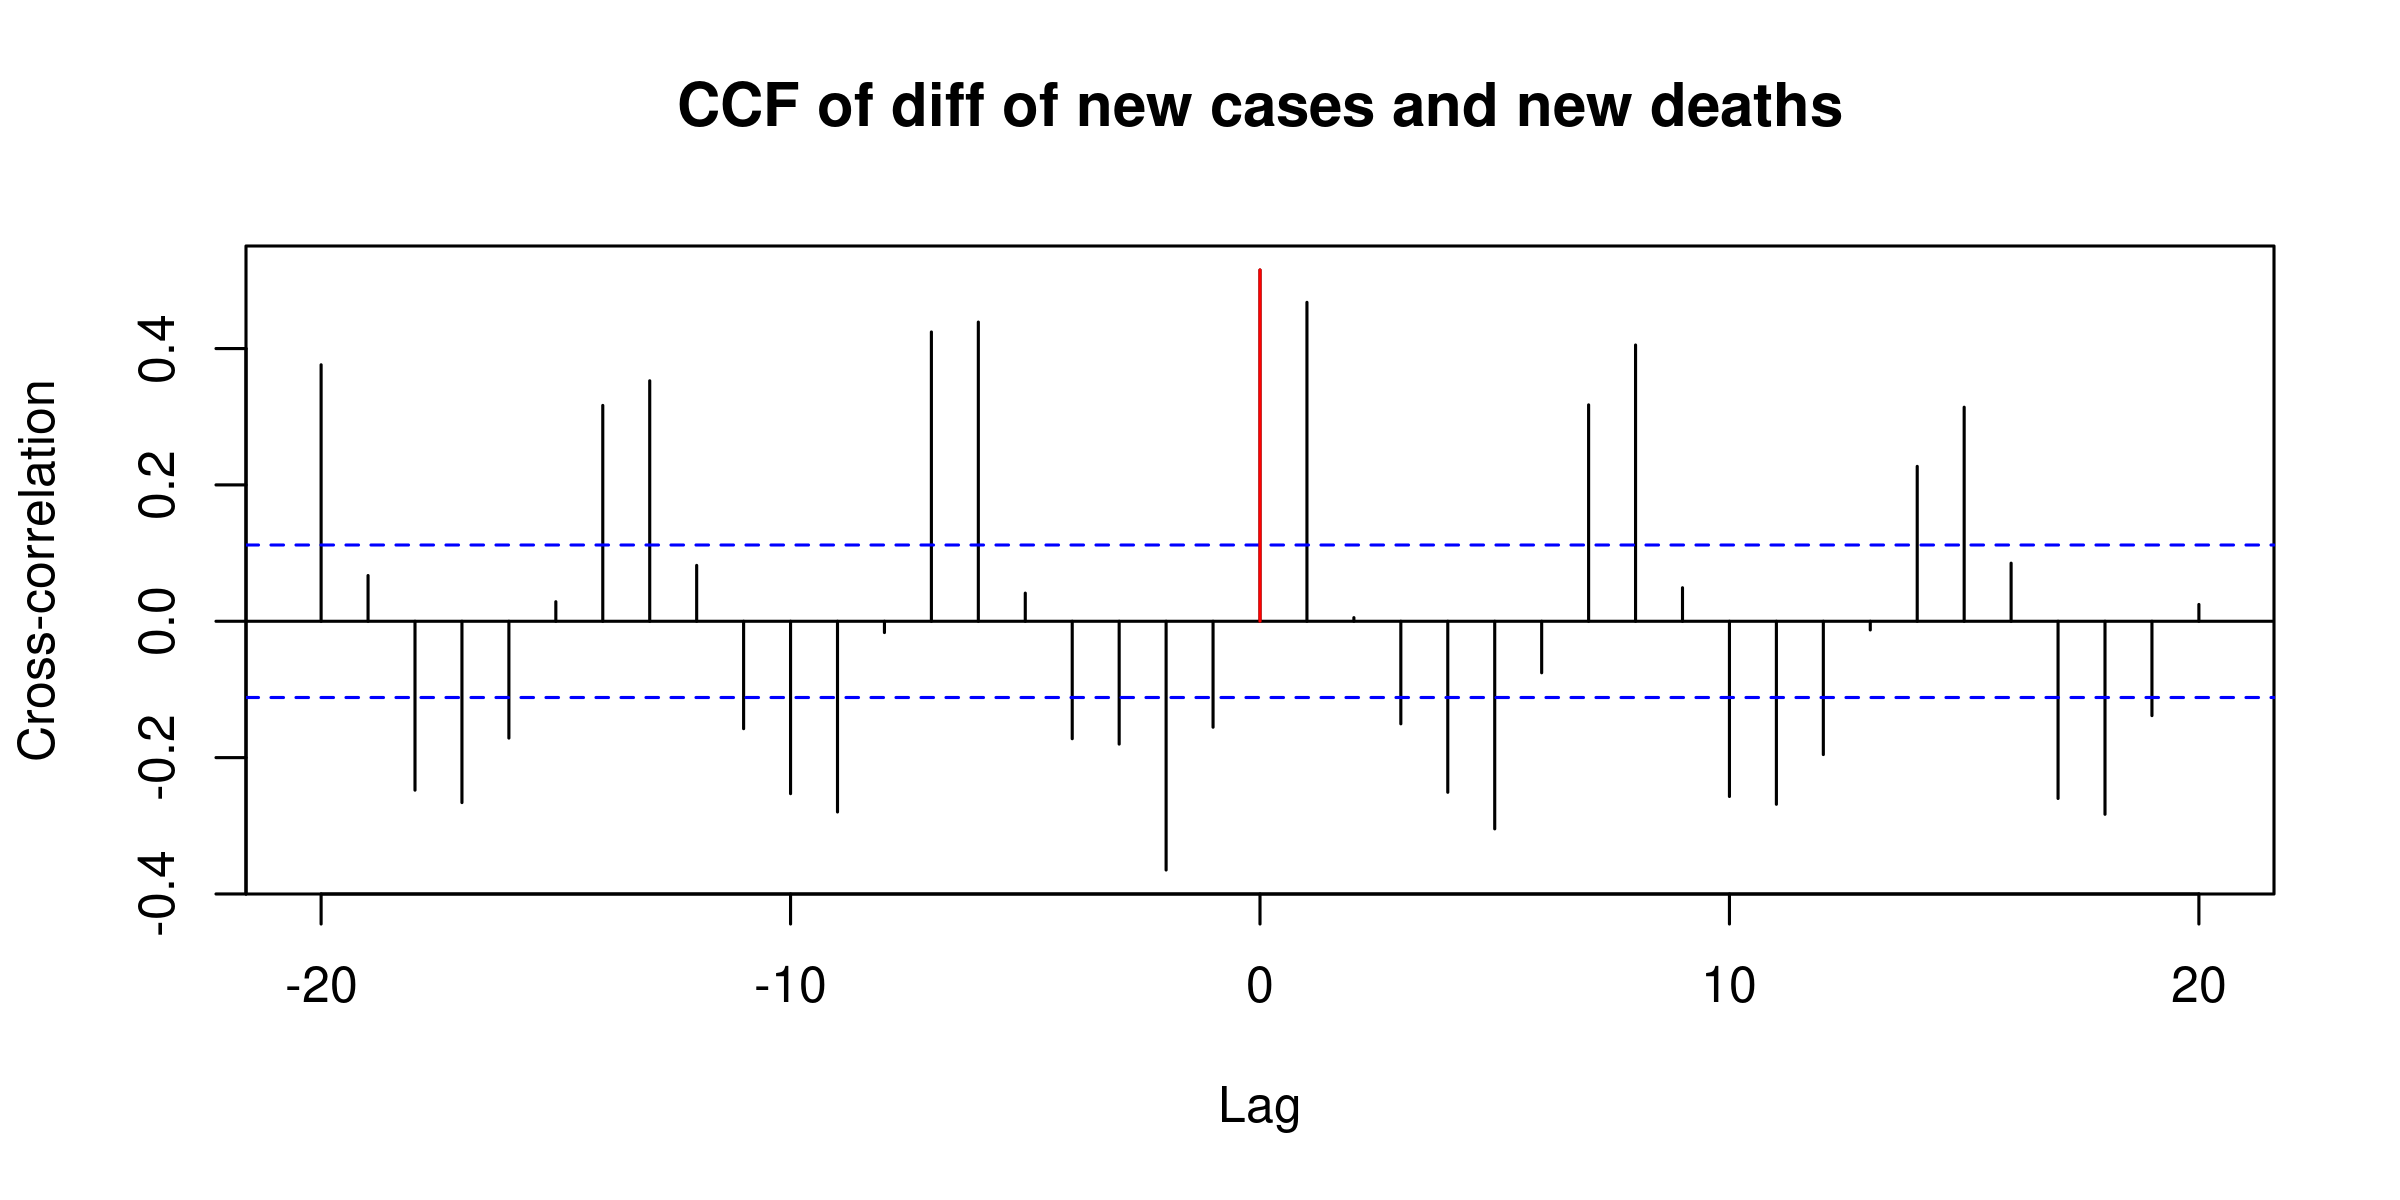 CCF of diff of new cases and new deaths
Cross-correlation
0.4
0.2
0.0
-0.2
-0.4
-20 -10 0 10 20
Lag